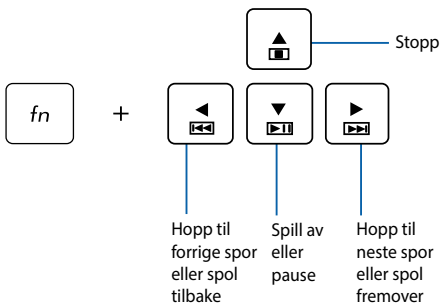 Stopp
fn +
Hopp til
forrige spor
eller spol
tilbake
Spill av
eller
pause
Hopp til
neste spor
eller spol
fremover